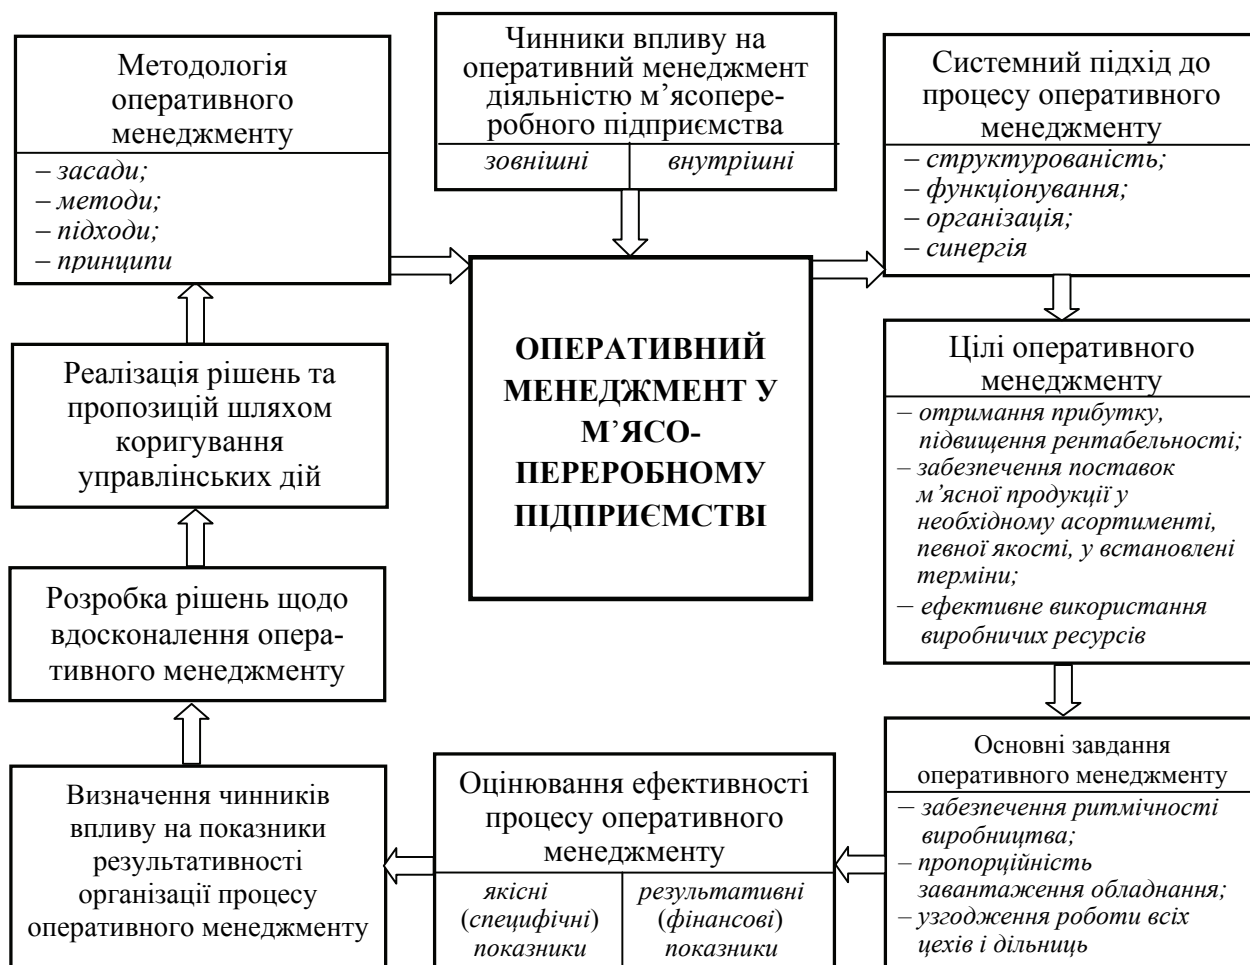 Методологія
оперативного
менеджменту
– засади;
– методи;
– підходи;
– принципи
Чинники впливу на
оперативний менеджмент
діяльністю м’ясопере-
робного підприємства
зовнішні
внутрішні
Системний підхід до
процесу оперативного
менеджменту
– структурованість;
– функціонування;
– організація;
– синергія
ОПЕРАТИВНИЙ
МЕНЕДЖМЕНТ У
М’ЯСО-
ПЕРЕРОБНОМУ
ПІДПРИЄМСТВІ
Цілі оперативного
менеджменту
– отримання прибутку,
підвищення рентабельності;
– забезпечення поставок
м’ясної продукції у
необхідному асортименті,
певної якості, у встановлені
терміни;
– ефективне використання
виробничих ресурсів
Основні завдання
оперативного менеджменту
– забезпечення ритмічності
виробництва;
– пропорційність
завантаження обладнання;
– узгодження роботи всіх
цехів і дільниць
Оцінювання ефективності
процесу оперативного
менеджменту
якісні
(специфічні)
показники
результативні
(фінансові)
показники
Визначення чинників
впливу на показники
результативності
організації процесу
оперативного менеджменту
Розробка рішень щодо
вдосконалення опера-
тивного менеджменту
Реалізація рішень та
пропозицій шляхом
коригування
управлінських дій